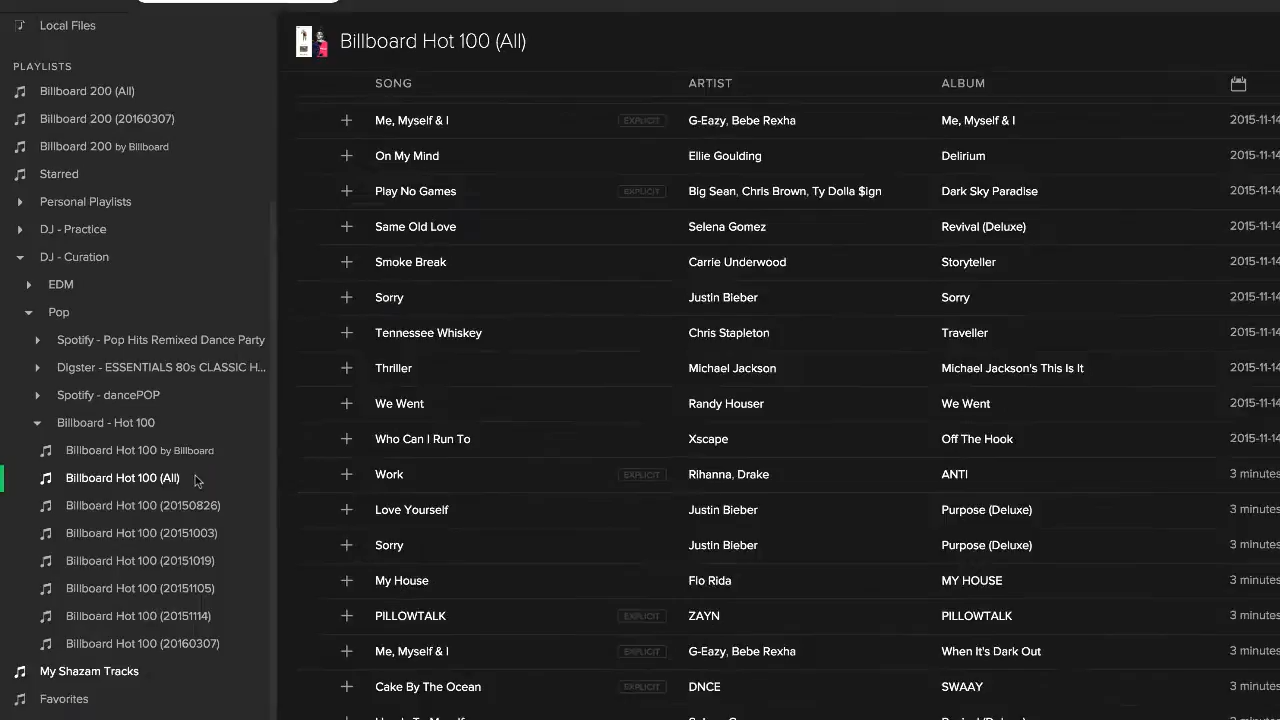 Local Files
PLAYLISTS
Billboard 200 (All)
Billboard 200 (20160307)
Billboard 200 by Billboard
Starred
Personal Playlists
DJ - Practice
DJ - Curation
EDM
Pop
Spotify - Pop Hits Remixed Dance Party
Digster - ESSENTIALS 80s CLASSIC H...
Spotify - dancePOP
Billboard - Hot 100
Billboard Hot 100 by Billboard
Billboard Hot 100 (All)
Billboard Hot 100 (20150826)
Billboard Hot 100 (20151003)
Billboard Hot 100 (20151019)
Billboard Hot 100 (20151105)
Billboard Hot 100 (20151114)
Billboard Hot 100 (20160307)
My Shazam Tracks
Favorites
Billboard Hot 100 (All)
SONG ARTIST ALBUM
Me, Myself & I EXPLICIT G-Eazy, Bebe Rexha Me, Myself & I 2015-11-14
On My Mind Ellie Goulding Delirium 2015-11-14
Play No Games EXPLICIT Big Sean, Chris Brown, Ty Dolla $ign Dark Sky Paradise 2015-11-14
Same Old Love Selena Gomez Revival (Deluxe) 2015-11-14
Smoke Break Carrie Underwood Storyteller 2015-11-14
Sorry Justin Bieber Sorry 2015-11-14
Tennessee Whiskey Chris Stapleton Traveller 2015-11-14
Thriller Michael Jackson Michael Jackson's This Is It 2015-11-14
We Went Randy Houser We Went 2015-11-14
Who Can I Run To Xscape Off The Hook 2015-11-14
Work EXPLICIT Rihanna, Drake ANTI 3 minutes
Love Yourself Justin Bieber Purpose (Deluxe) 3 minutes
Sorry Justin Bieber Purpose (Deluxe) 3 minutes
My House Flo Rida MY HOUSE 3 minutes
PILLOWTALK EXPLICIT ZAYN PILLOWTALK 3 minutes
Me, Myself & I EXPLICIT G-Eazy, Bebe Rexha When It's Dark Out 3 minutes
Cake By The Ocean EXPLICIT DNCE SWAAY 3 minutes